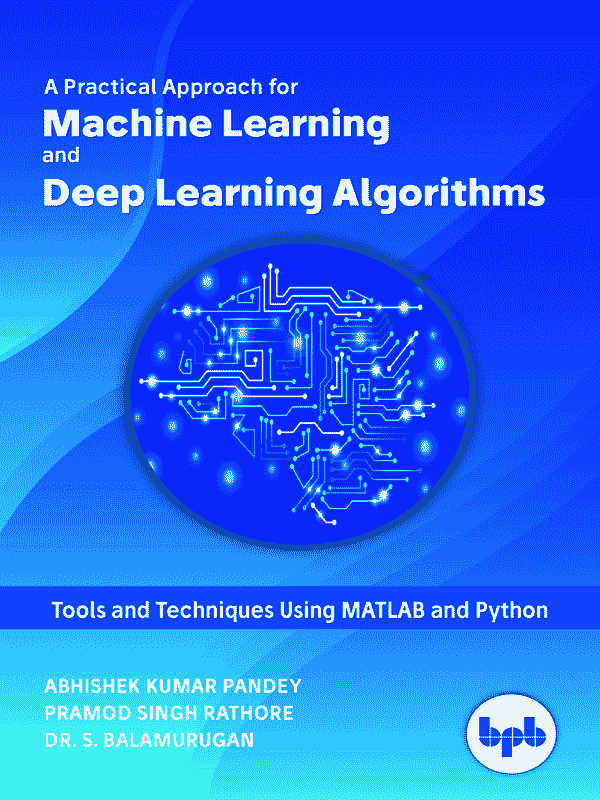 A Practical Approach for
Machine Learning
and
Deep Learning Algorithms
Tools and Techniques Using MATLAB and Python
ABHISHEK KUMAR PANDEY
PRAMOD SINGH RATHORE
DR. S. BALAMURUGAN
bpb